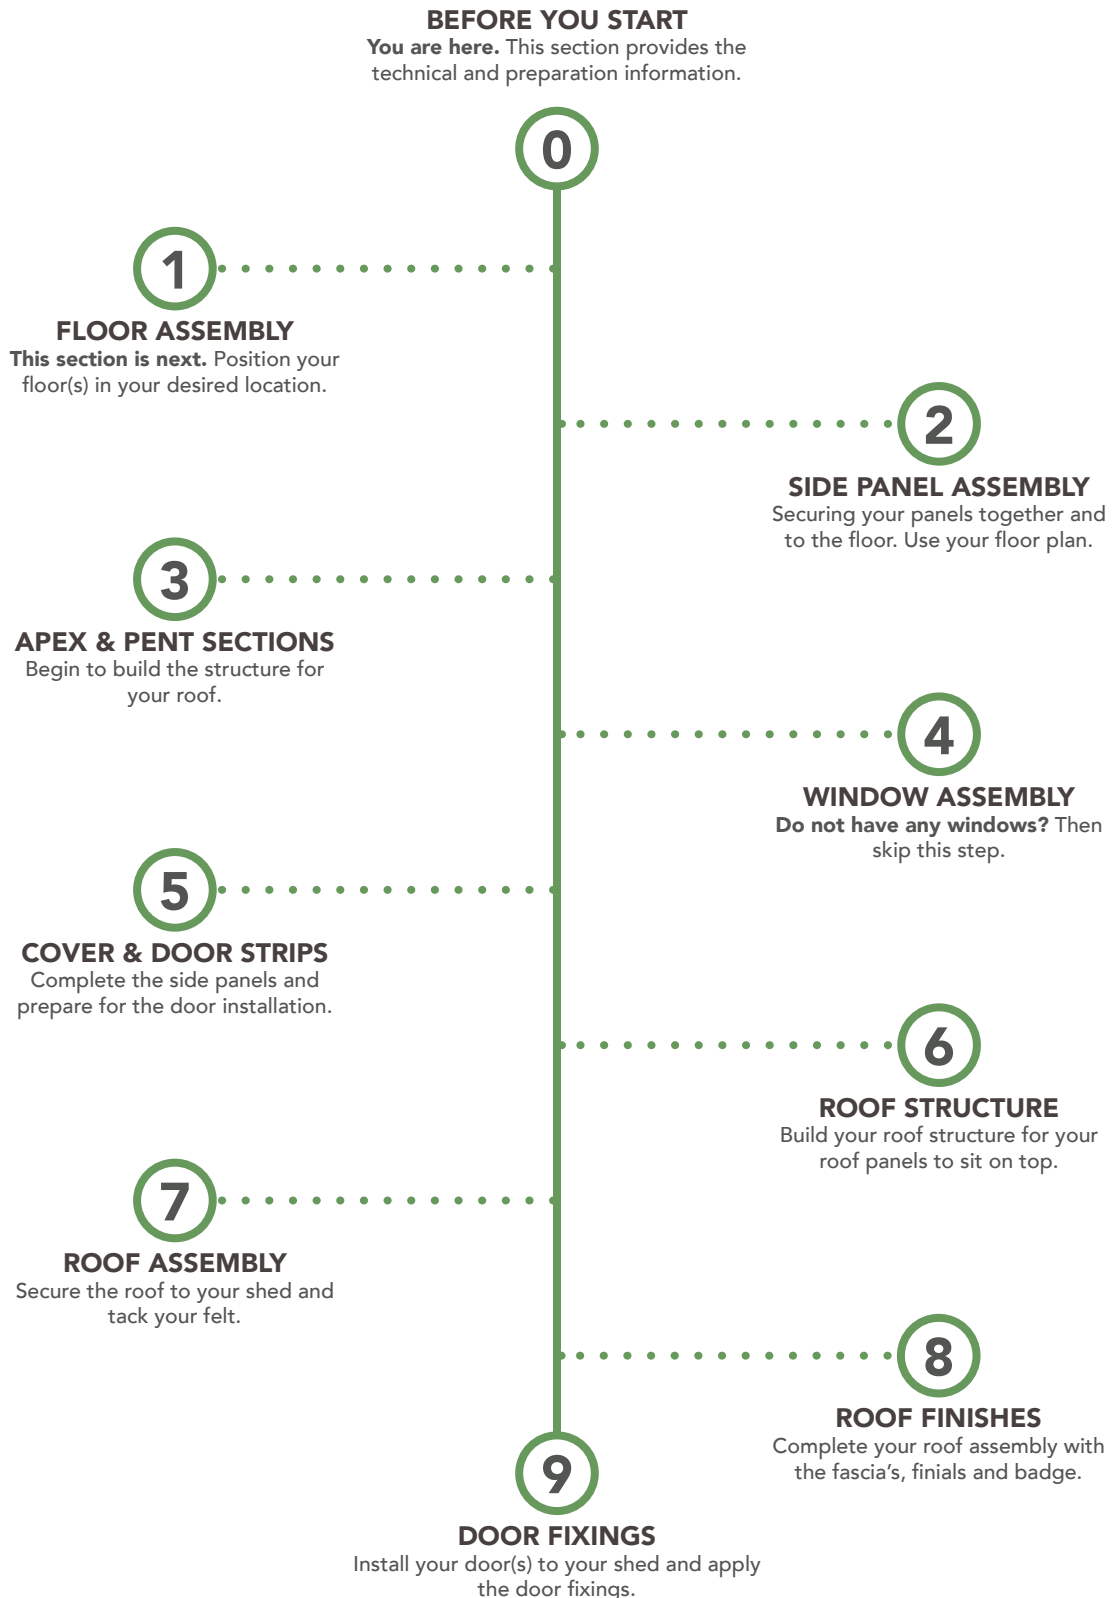 BEFORE YOU START
You are here. This section provides the
technical and preparation information.
0
1
FLOOR ASSEMBLY
This section is next. Position your
floor(s) in your desired location.
2
SIDE PANEL ASSEMBLY
Securing your panels together and
to the floor. Use your floor plan.
3
APEX & PENT SECTIONS
Begin to build the structure for
your roof.
4
WINDOW ASSEMBLY
Do not have any windows? Then
skip this step.
5
COVER & DOOR STRIPS
Complete the side panels and
prepare for the door installation.
6
ROOF STRUCTURE
Build your roof structure for your
roof panels to sit on top.
7
ROOF ASSEMBLY
Secure the roof to your shed and
tack your felt.
8
ROOF FINISHES
Complete your roof assembly with
the fascia's, finials and badge.
9
DOOR FIXINGS
Install your door(s) to your shed and apply
the door fixings.